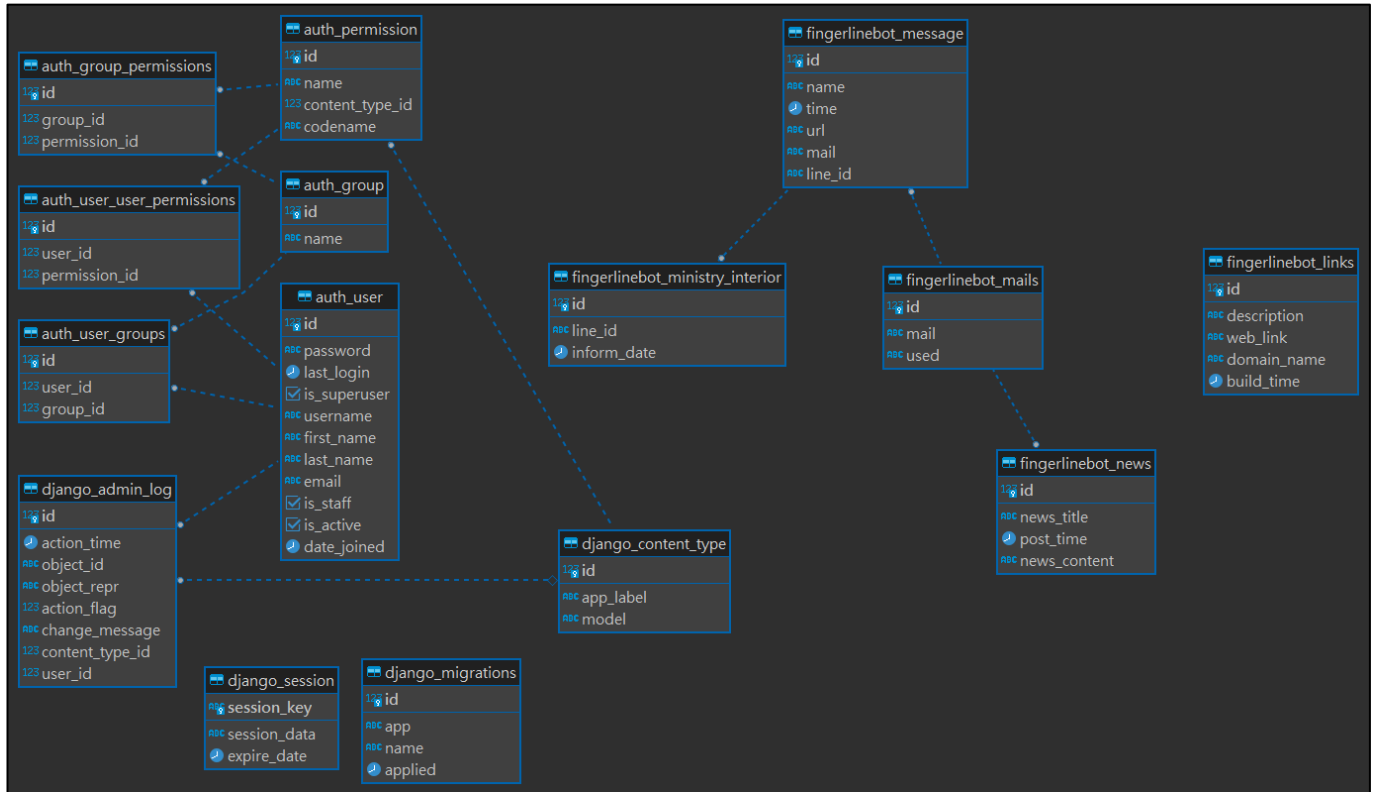 auth_group_permissions
id
group_id
permission_id
auth_user_user_permissions
id
user_id
permission_id
auth_user_groups
id
user_id
group_id
django_admin_log
id
action_time
object_id
object_repr
action_flag
change_message
content_type_id
user_id
auth_permission
id
name
content_type_id
codename
auth_group
id
name
auth_user
id
password
last_login
is_superuser
username
first_name
last_name
email
is_staff
is_active
date_joined
django_session
session_key
session_data
expire_date
django_migrations
id
app
name
applied
django_content_type
id
app_label
model
fingerlinebot_message
id
name
time
url
mail
line_id
fingerlinebot_ministry_interior
id
line_id
inform_date
fingerlinebot_mails
id
mail
used
fingerlinebot_news
id
news_title
post_time
news_content
fingerlinebot_links
id
description
web_link
domain_name
build_time